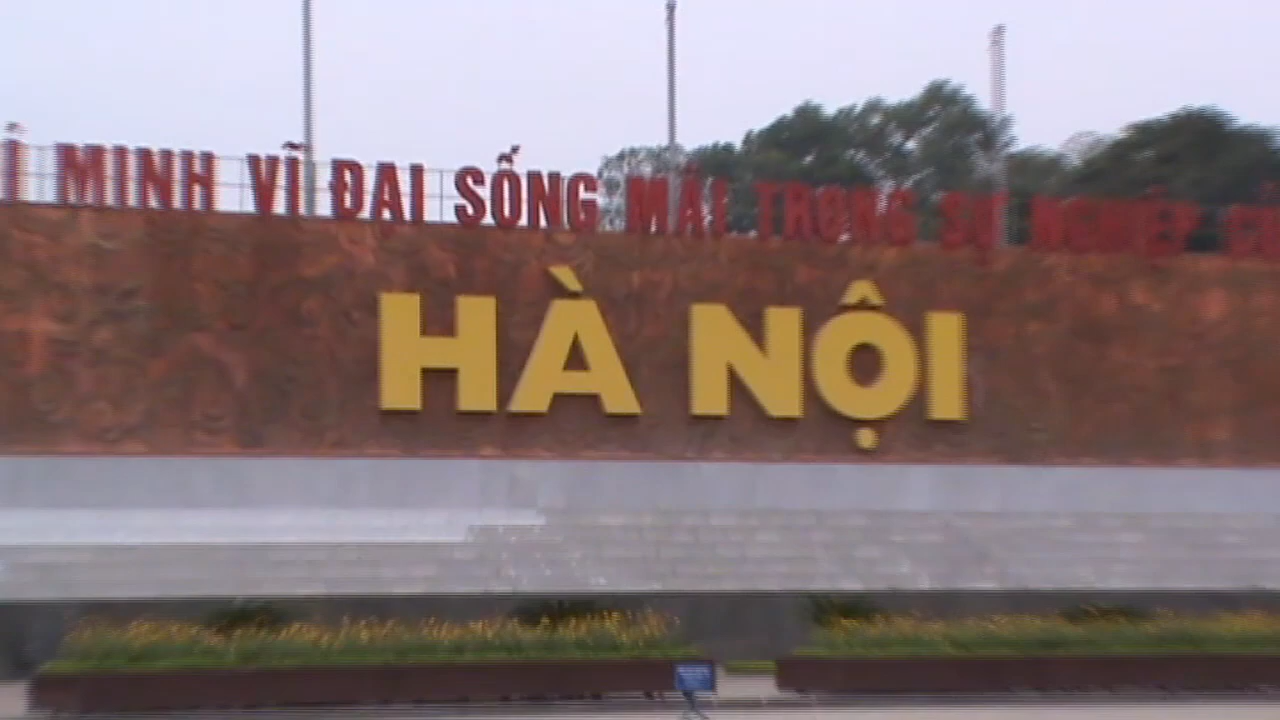 I MINH VĨ ĐẠI SỐNG MÃI TRONG SỰ NGHIỆP
HÀ NỘI